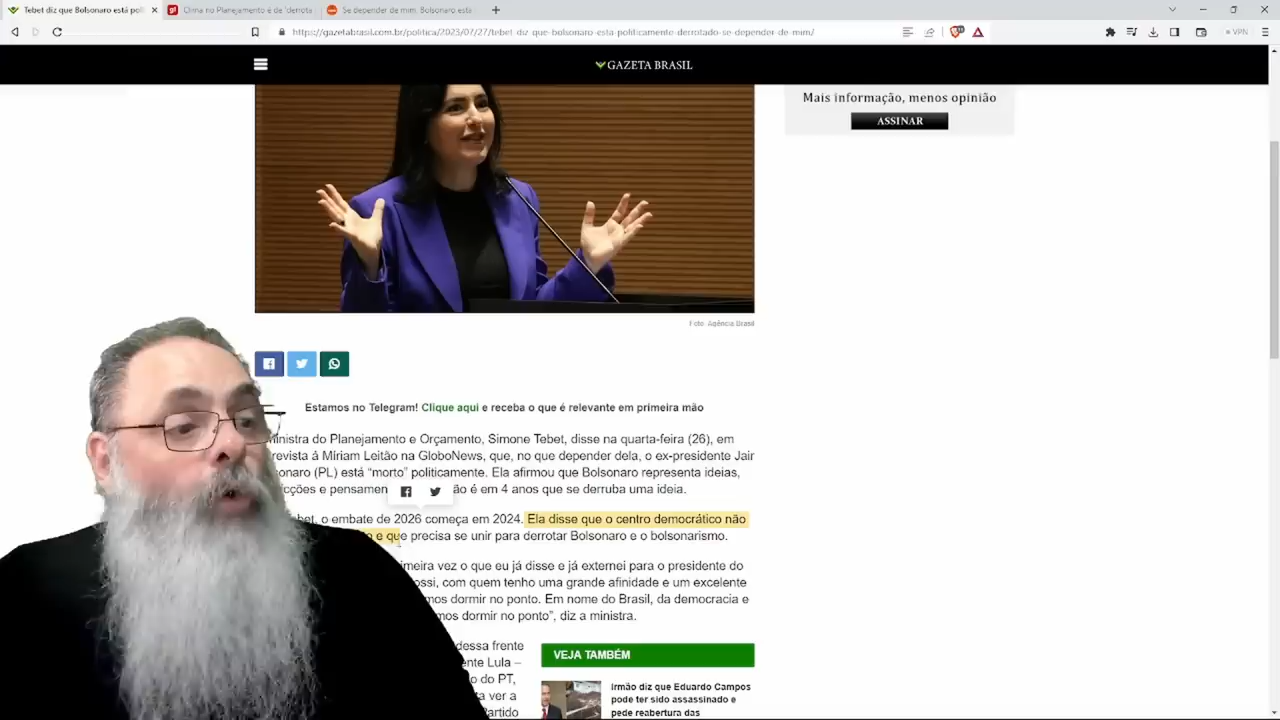 Tebet diz que Bolsonaro está poli
Clima no Planejamento é de 'derrota
Se depender de mim, Bolsonaro está
https://gazetabrasil.com.br/politica/2023/07/27/tebet-diz-que-bolsonaro-esta-politicamente-derrotado-se-depender-de-mim/
VPN
GAZETA BRASIL
Mais informação, menos opinião
ASSINAR
Foto: Agência Brasil
Estamos no Telegram! Clique aqui e receba o que é relevante em primeira mão
ministra do Planejamento e Orçamento, Simone Tebet, disse na quarta-feira (26), em
revista á Míriam Leitão na GloboNews, que, no que depender dela, o ex-presidente Jair
onaro (PL) está “morto” politicamente. Ela afirmou que Bolsonaro representa ideias,
icções e pensamen ão é em 4 anos que se derruba uma ideia.
bet, o embate de 2026 começa em 2024. Ela disse que o centro democrático não
o e que precisa se unir para derrotar Bolsonaro e o bolsonarismo.
imeira vez o que eu já disse e já externei para o presidente do
ossi, com quem tenho uma grande afinidade e um excelente
mos dormir no ponto. Em nome do Brasil, da democracia e
mos dormir no ponto”, diz a ministra.
dessa frente
ente Lula –
o do PT,
ta ver a
Partido
VEJA TAMBÉM
Irmão diz que Eduardo Campos
pode ter sido assassinado e
pede reabertura das